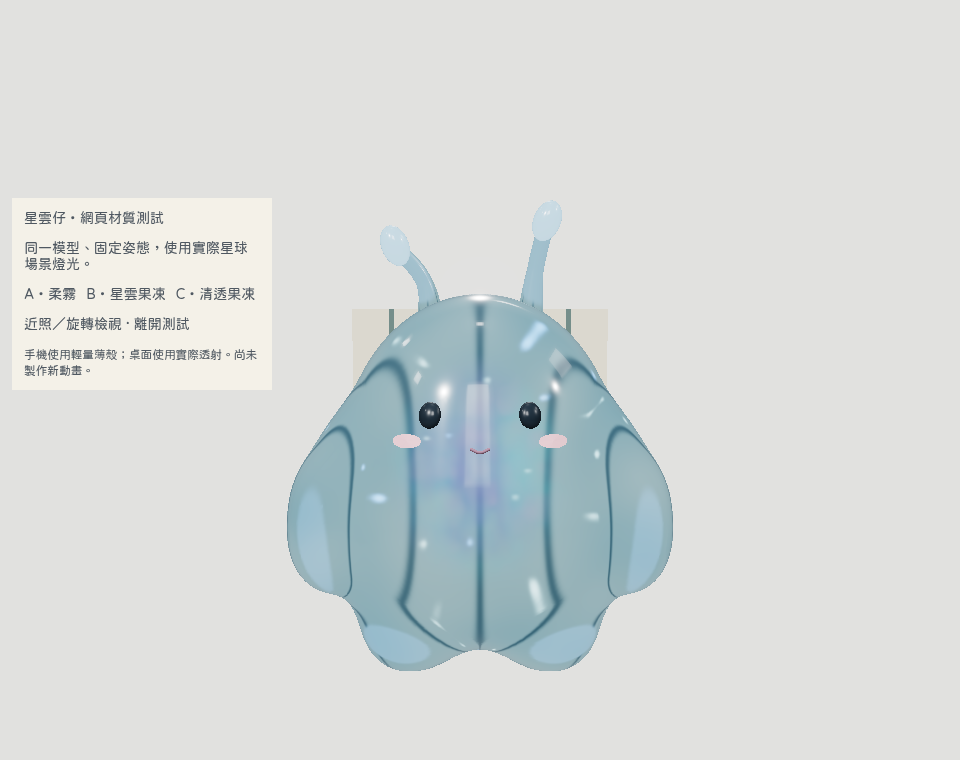 星雲仔・網頁材質測試
同一模型、固定姿態，使用實際星球
場景燈光。
A・柔霧 B・星雲果凍 C・清透果凍
近照／旋轉檢視・離開測試
手機使用輕量薄殼；桌面使用實際透射。尚未
製作新動畫。